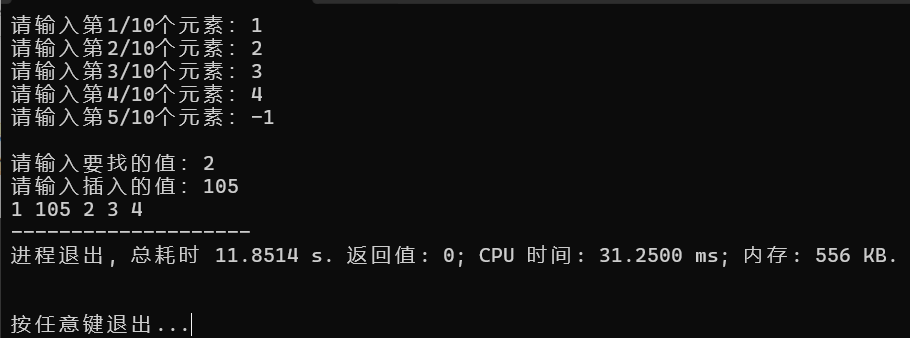 请输入第1/10个元素: 1
请输入第2/10个元素: 2
请输入第3/10个元素: 3
请输入第4/10个元素: 4
请输入第5/10个元素: -1
请输入要找的值: 2
请输入插入的值: 105
1 105 2 3 4
--------------------
进程退出, 总耗时 11.8514 s. 返回值: 0; CPU 时间: 31.2500 ms; 内存: 556 KB.
按任意键退出...